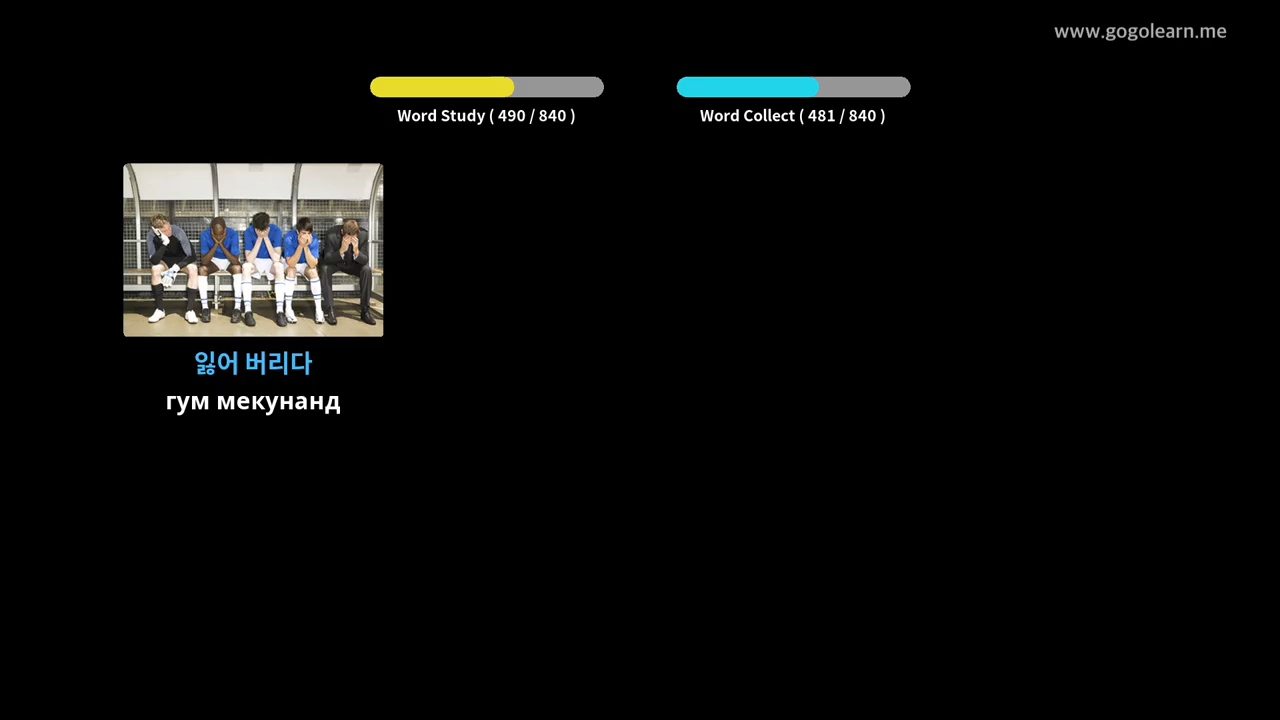 www.gogolearn.me
Word Study ( 490 / 840 )
Word Collect ( 481 / 840 )
잃어 버리다
гум мекунанд